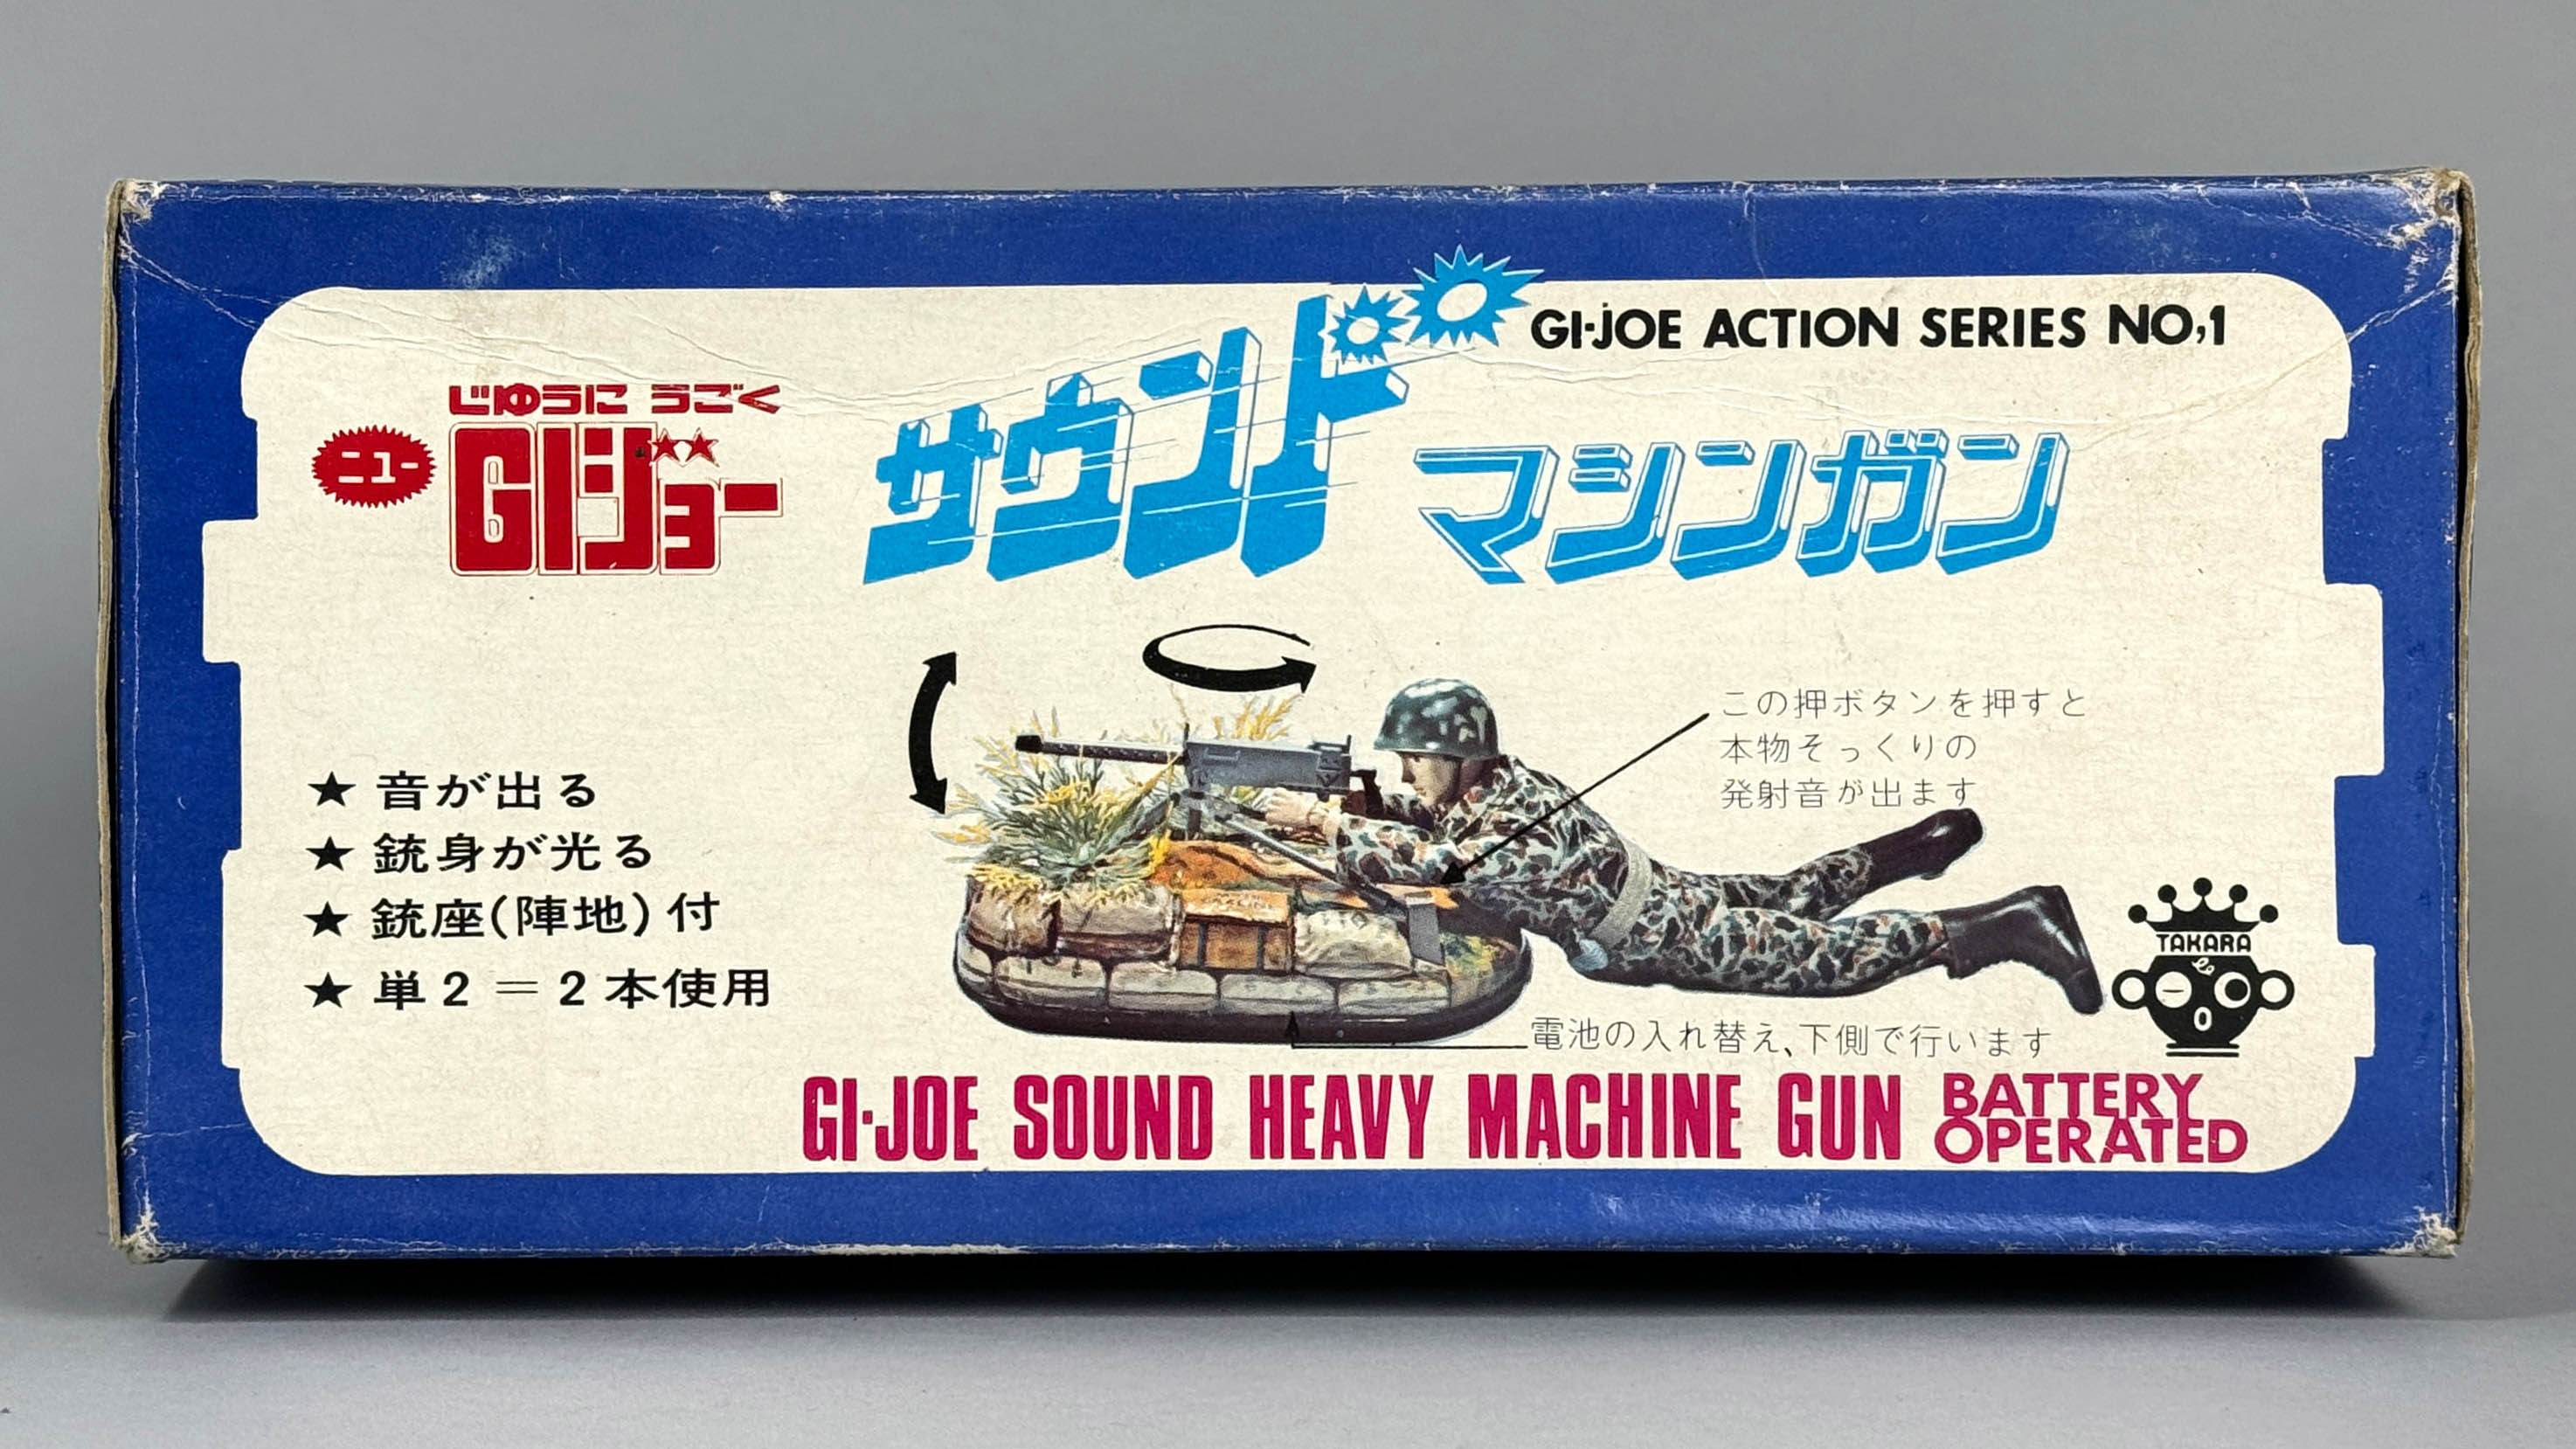 GI-JOE ACTION SERIES NO,1
じゆうに うごく
ニュー
GIジョー
サウンド
マシンガン
★ 音が出る
★ 銃身が光る
★ 銃座(陣地)付
★ 単2=2本使用
この押ボタンを押すと
本物そっくりの
発射音が出ます
TAKARA
電池の入れ替え、下側で行います
GI·JOE SOUND HEAVY MACHINE GUN BATTERY OPERATED